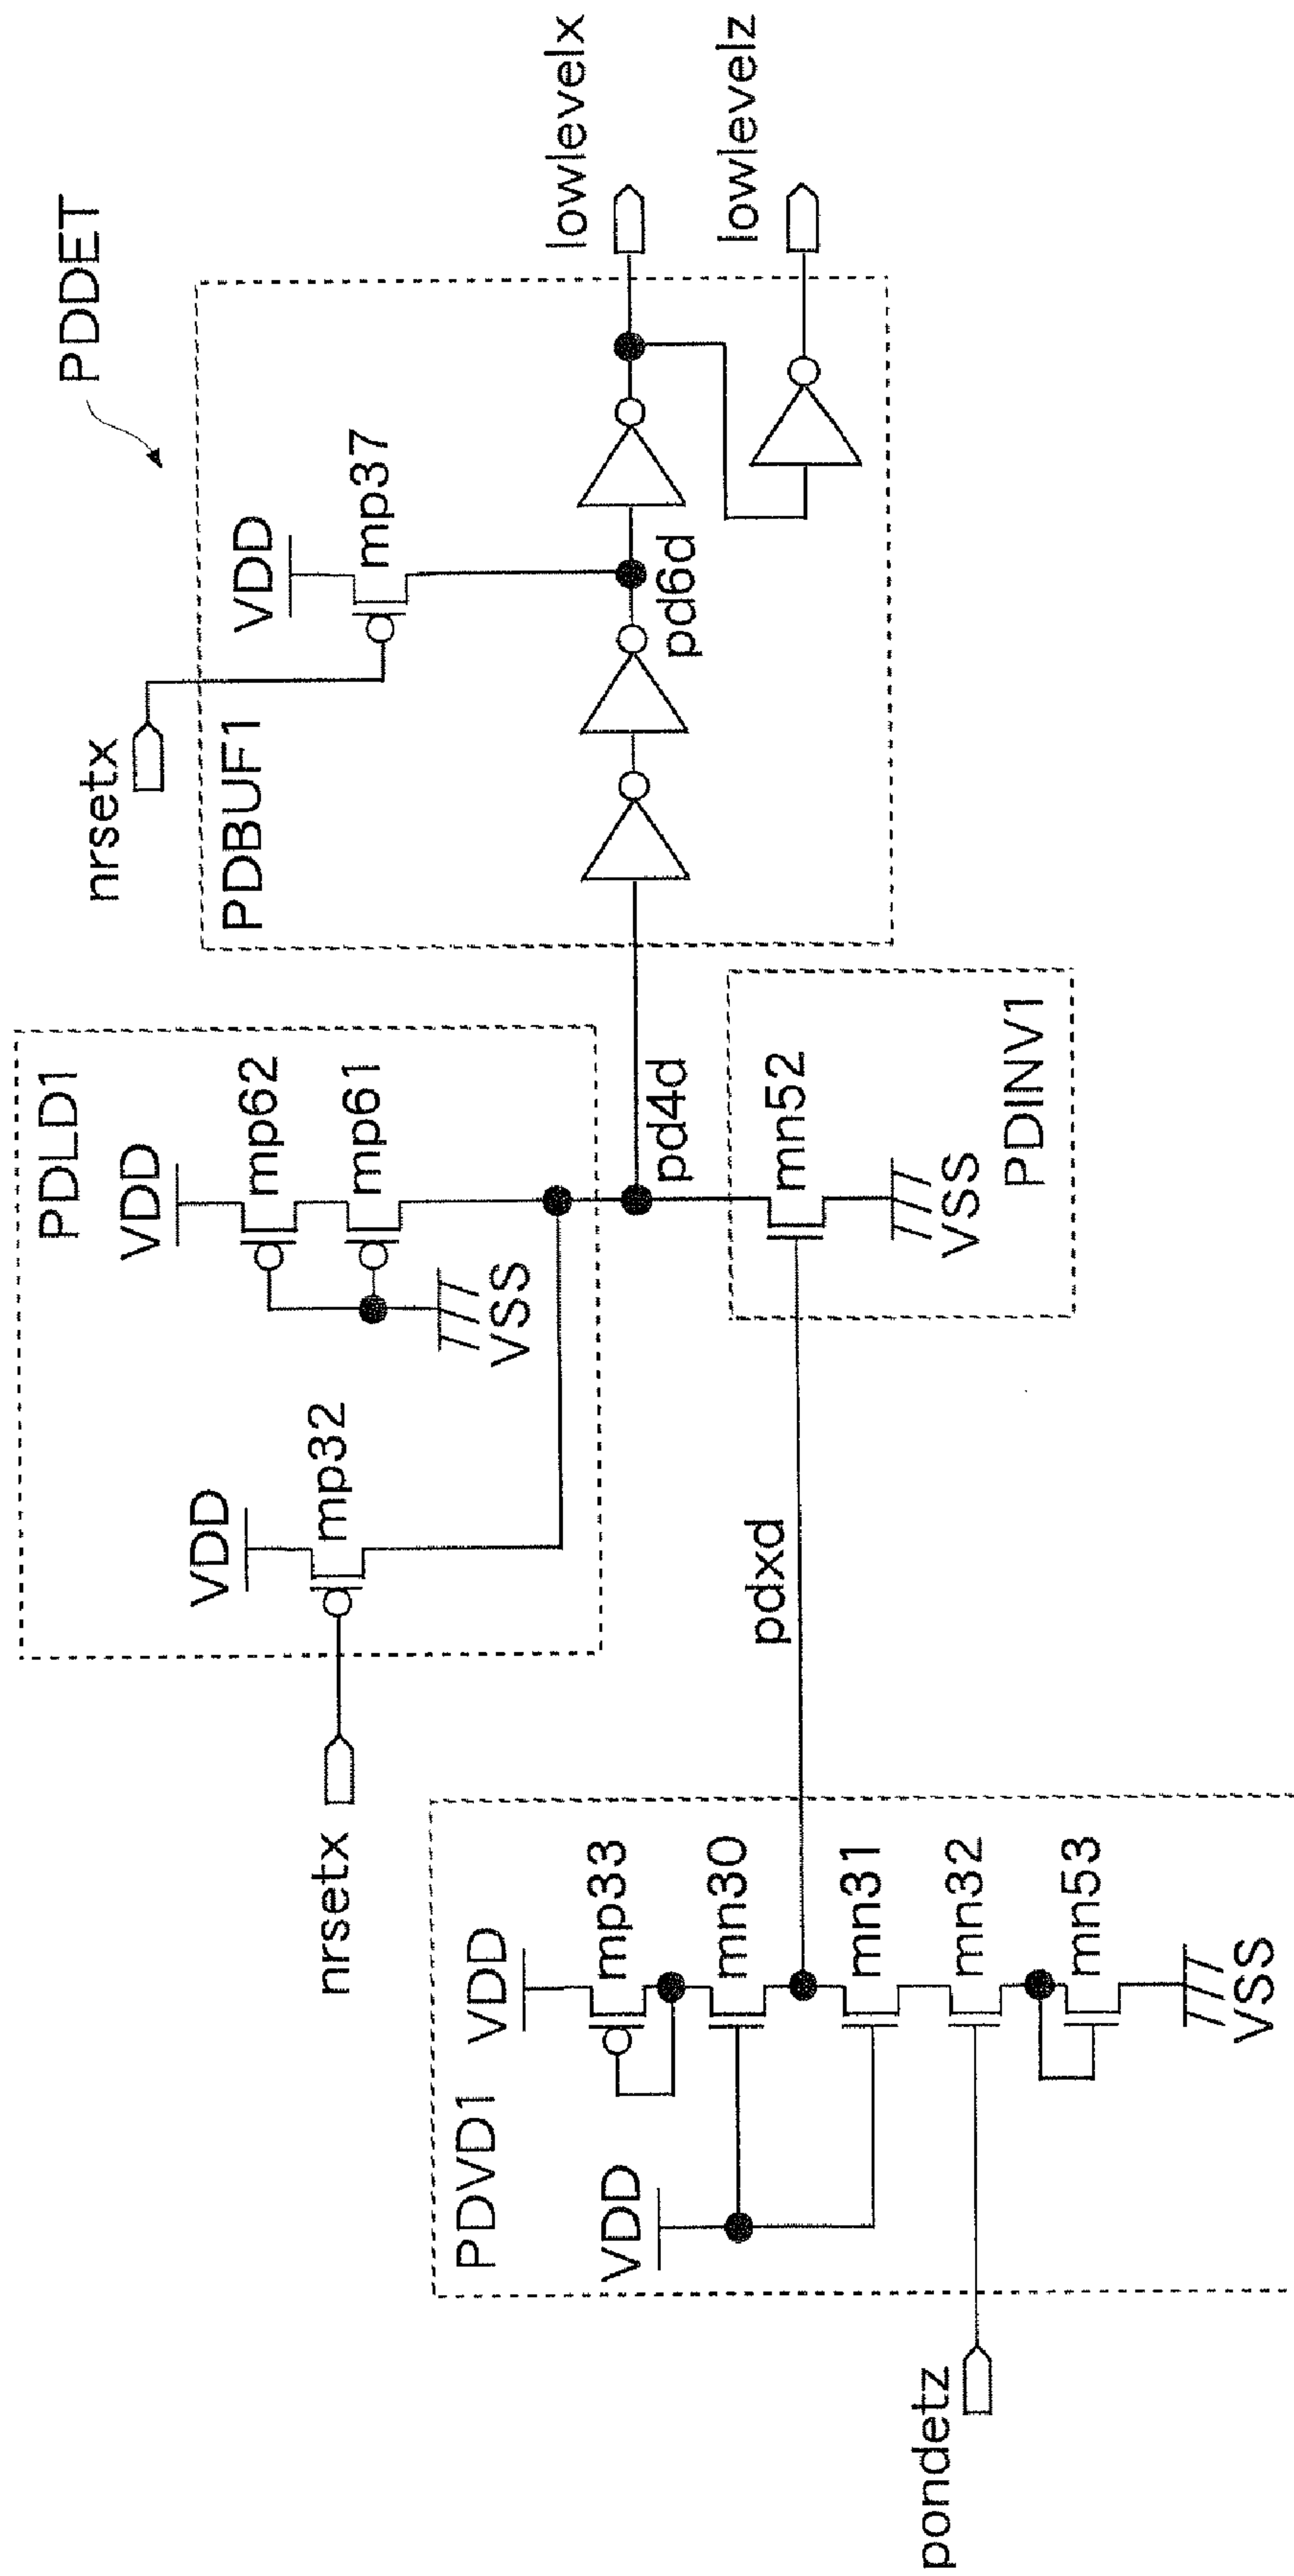 PDDET
nrsetx
PDBUF1
VDD
mp37
pd6d
lowlevelx
lowlevelz
PDLD1
VDD
mp62
mp61
VSS
VDD
mp32
nrsetx
pd4d
mn52
VSS
PDINV1
pdxd
PDVD1
VDD
mp33
VDD
mn30
mn31
mn32
mn53
VSS
pondetz